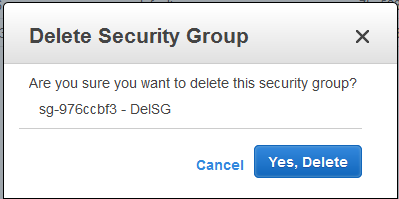 Delete Security Group
Are you sure you want to delete this security group?
sg-976ccbf3 - DelSG
Cancel
Yes, Delete